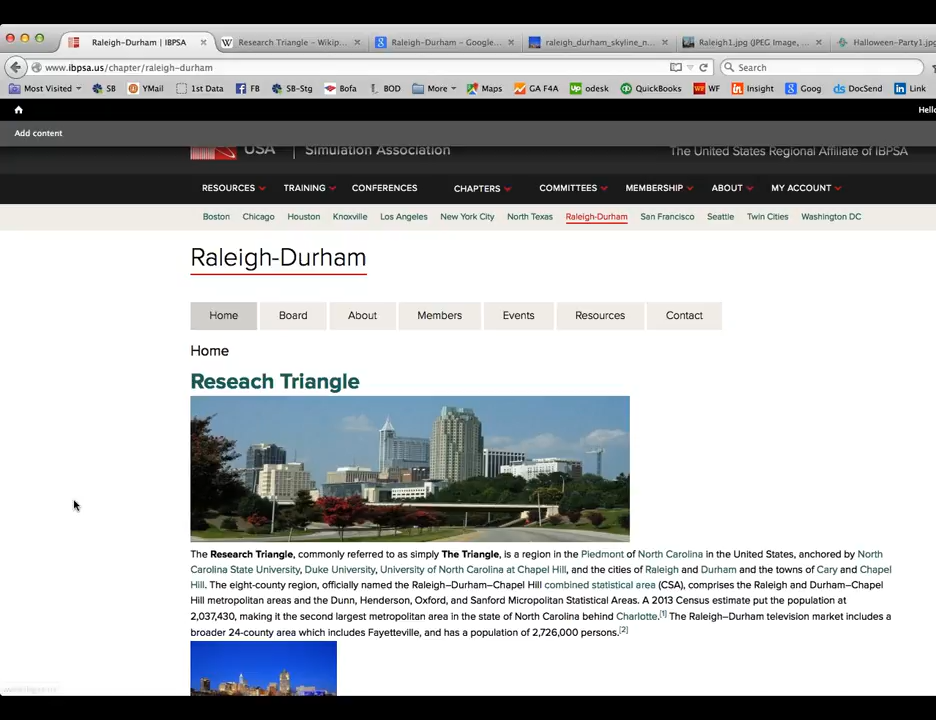 Raleigh-Durham | IBPSA
Research Triangle – Wikip...
Raleigh-Durham – Google...
raleigh_durham_skyline_n...
Raleigh1.jpg (JPEG Image, ...
Halloween-Party1.jp
www.ibpsa.us/chapter/raleigh-durham
Search
Most Visited
SB
YMail
1st Data
FB
SB-Stg
Bofa
BOD
More
Maps
GA F4A
odesk
QuickBooks
WF
Insight
Goog
DocSend
Link
Hello
Add content
USA | Simulation Association
The United States Regional Affiliate of IBPSA
RESOURCES
TRAINING
CONFERENCES
CHAPTERS
COMMITTEES
MEMBERSHIP
ABOUT
MY ACCOUNT
Boston
Chicago
Houston
Knoxville
Los Angeles
New York City
North Texas
Raleigh-Durham
San Francisco
Seattle
Twin Cities
Washington DC
Raleigh-Durham
Home
Board
About
Members
Events
Resources
Contact
Home
Reseach Triangle
The Research Triangle, commonly referred to as simply The Triangle, is a region in the Piedmont of North Carolina in the United States, anchored by North
Carolina State University, Duke University, University of North Carolina at Chapel Hill, and the cities of Raleigh and Durham and the towns of Cary and Chapel
Hill. The eight-county region, officially named the Raleigh–Durham–Chapel Hill combined statistical area (CSA), comprises the Raleigh and Durham–Chapel
Hill metropolitan areas and the Dunn, Henderson, Oxford, and Sanford Micropolitan Statistical Areas. A 2013 Census estimate put the population at
2,037,430, making it the second largest metropolitan area in the state of North Carolina behind Charlotte.[1] The Raleigh–Durham television market includes a
broader 24-county area which includes Fayetteville, and has a population of 2,726,000 persons.[2]